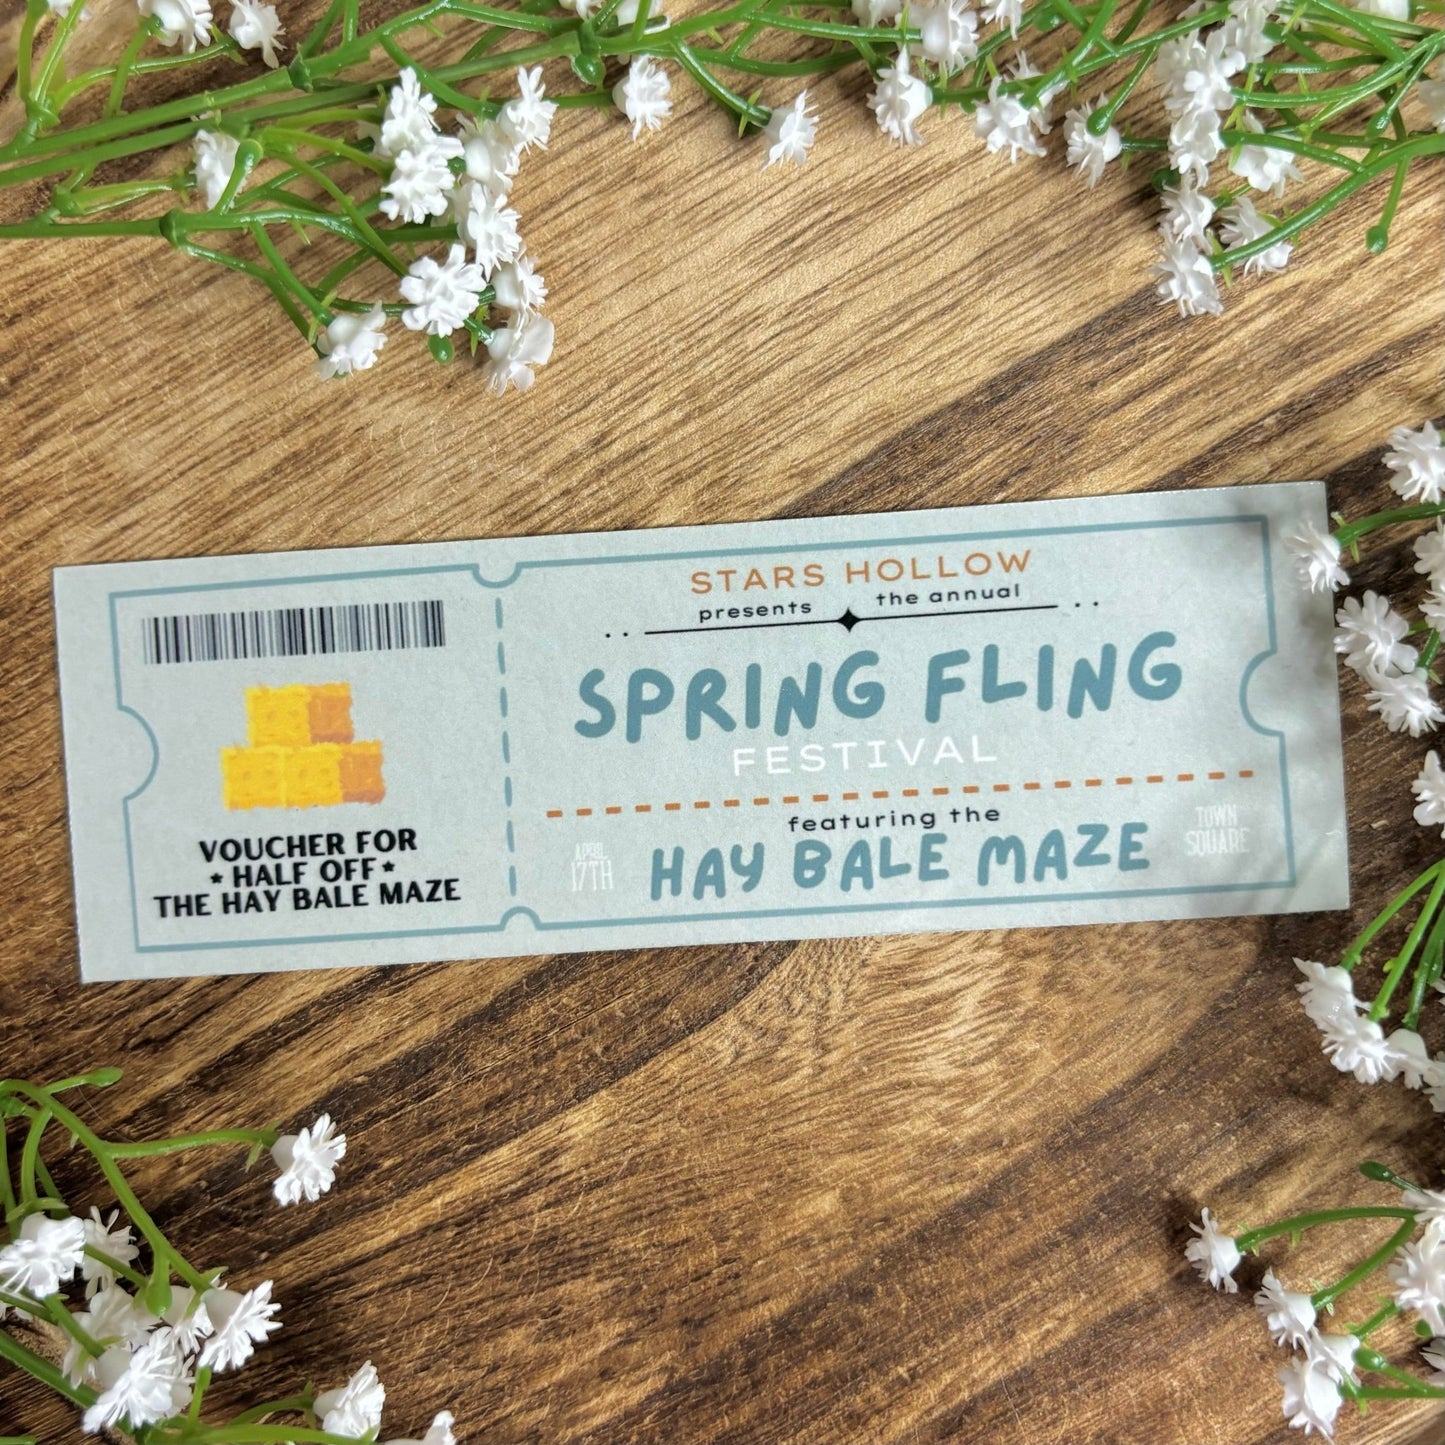 VOUCHER FOR
★ HALF OFF ★
THE HAY BALE MAZE
STARS HOLLOW
presents the annual
SPRING FLING
FESTIVAL
featuring the
HAY BALE MAZE
APRIL
17TH
TOWN
SQUARE